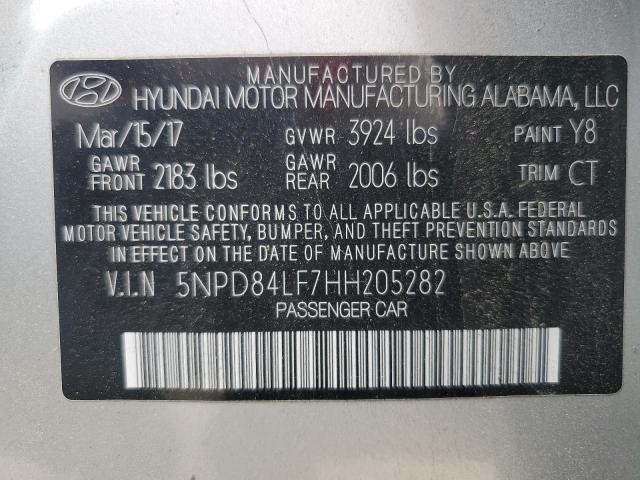 MANUFACTURED BY
HYUNDAI MOTOR MANUFACTURING ALABAMA, LLC
Mar/15/17 GVWR 3924 lbs PAINT Y8
GAWR FRONT 2183 lbs GAWR REAR 2006 lbs TRIM CT
THIS VEHICLE CONFORMS TO ALL APPLICABLE U.S.A. FEDERAL
MOTOR VEHICLE SAFETY, BUMPER, AND THEFT PREVENTION STANDARDS
IN EFFECT ON THE DATE OF MANUFACTURE SHOWN ABOVE.
V.I.N 5NPD84LF7HH205282
PASSENGER CAR